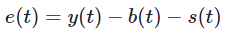 e(t) = y(t) − b(t) − s(t)